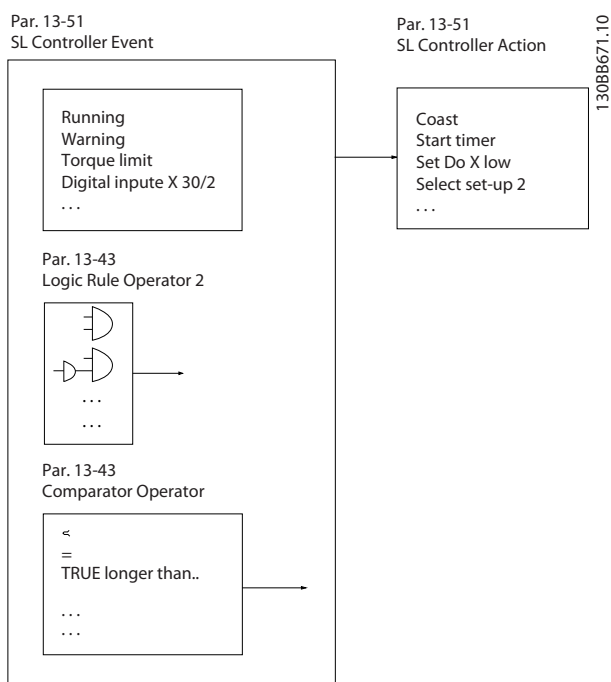 Par. 13-51
SL Controller Event
Par. 13-51
SL Controller Action
130BB671.10
Running
Warning
Torque limit
Digital inpute X 30/2
. . .
Coast
Start timer
Set Do X low
Select set-up 2
. . .
Par. 13-43
Logic Rule Operator 2
. . .
. . .
Par. 13-43
Comparator Operator
=
TRUE longer than..
. . .
. . .